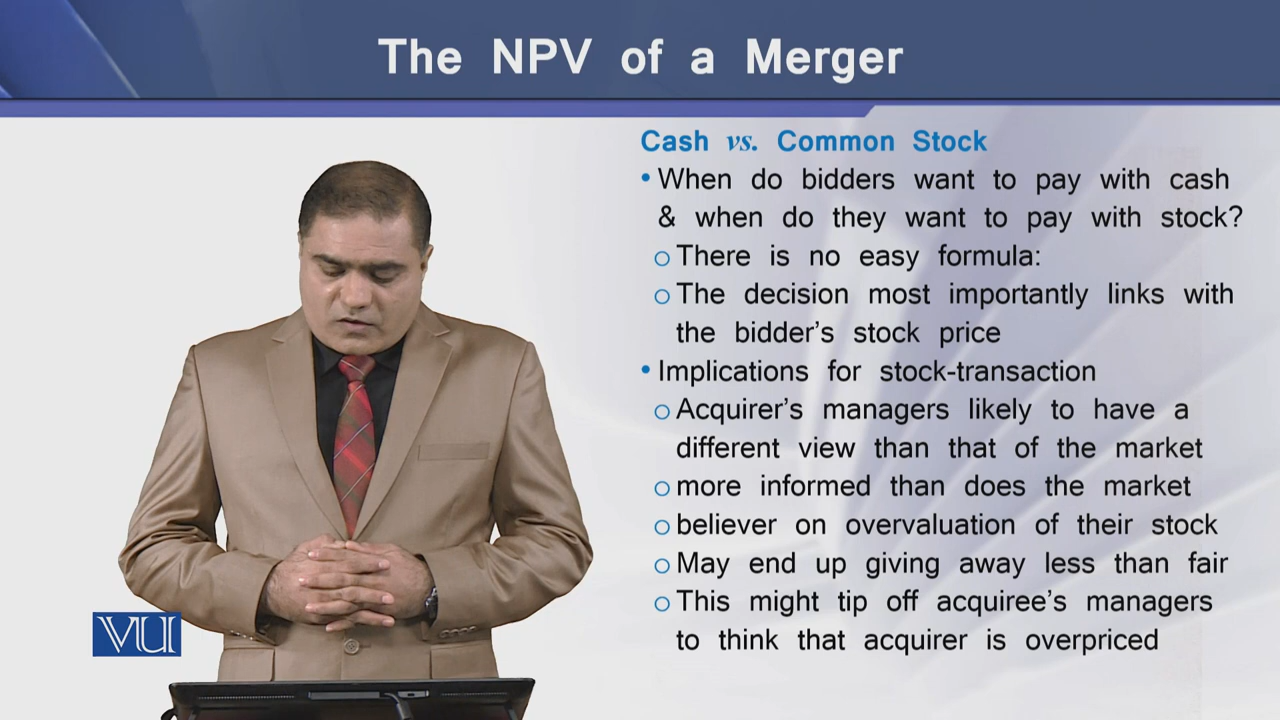 The NPV of a Merger
Cash vs. Common Stock
• When do bidders want to pay with cash
& when do they want to pay with stock?
o There is no easy formula:
o The decision most importantly links with
the bidder's stock price
• Implications for stock-transaction
o Acquirer's managers likely to have a
different view than that of the market
o more informed than does the market
o believer on overvaluation of their stock
o May end up giving away less than fair
o This might tip off acquiree's managers
to think that acquirer is overpriced
VU